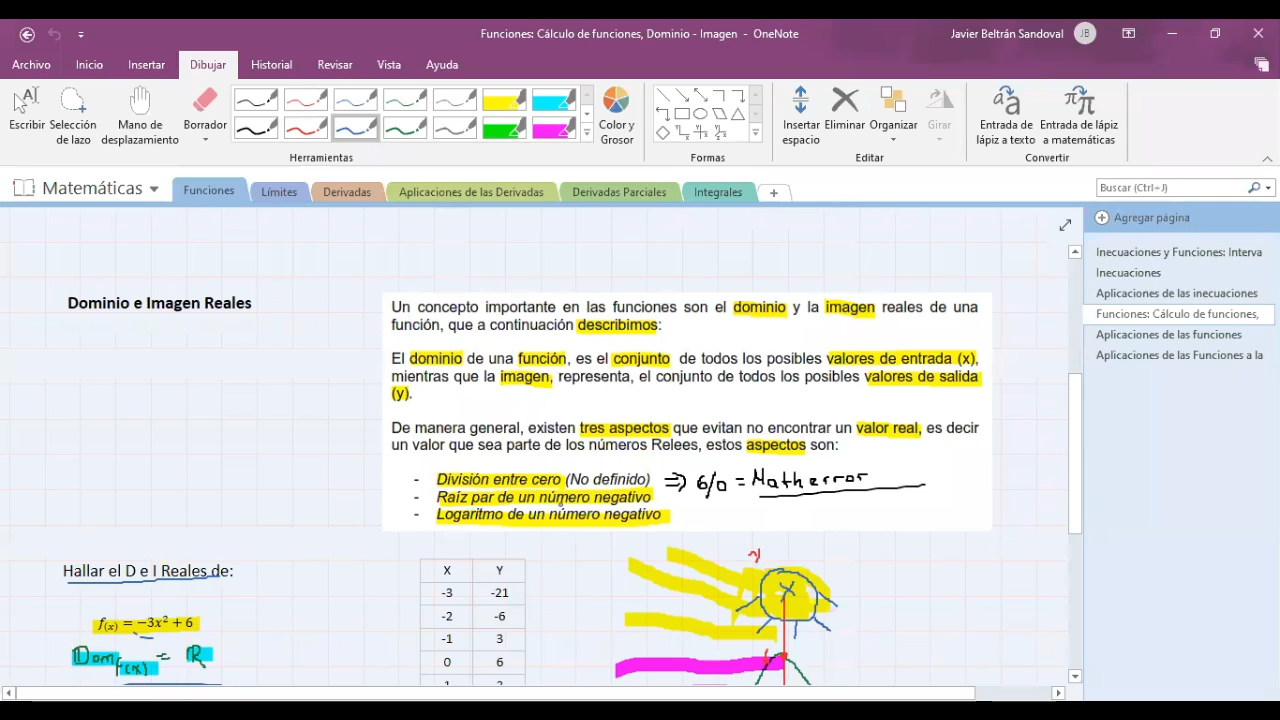 Funciones: Cálculo de funciones, Dominio - Imagen - OneNote
Javier Beltrán Sandoval
JB
Archivo Inicio Insertar Dibujar Historial Revisar Vista Ayuda
Escribir
Selección de lazo
Mano de desplazamiento
Borrador
Color y Grosor
Insertar espacio
Eliminar
Organizar
Girar
Entrada de lápiz a texto
Entrada de lápiz a matemáticas
Herramientas Formas Editar Convertir
Matemáticas Funciones Límites Derivadas Aplicaciones de las Derivadas Derivadas Parciales Integrales
Buscar (Ctrl+J)
Agregar página
Inecuaciones y Funciones: Interva
Inecuaciones
Aplicaciones de las inecuaciones
Funciones: Cálculo de funciones,
Aplicaciones de las funciones
Aplicaciones de las Funciones a la
Dominio e Imagen Reales
Un concepto importante en las funciones son el dominio y la imagen reales de una
función, que a continuación describimos:
El dominio de una función, es el conjunto de todos los posibles valores de entrada (x),
mientras que la imagen, representa, el conjunto de todos los posibles valores de salida
(y).
De manera general, existen tres aspectos que evitan no encontrar un valor real, es decir
un valor que sea parte de los números Relees, estos aspectos son:
- División entre cero (No definido) ⇒ 6/0 = Math error
- Raíz par de un número negativo
- Logaritmo de un número negativo
Hallar el D e I Reales de:
f(x) = −3x² + 6
Dom f(x) = R
X Y
-3 -21
-2 -6
-1 3
0 6
X